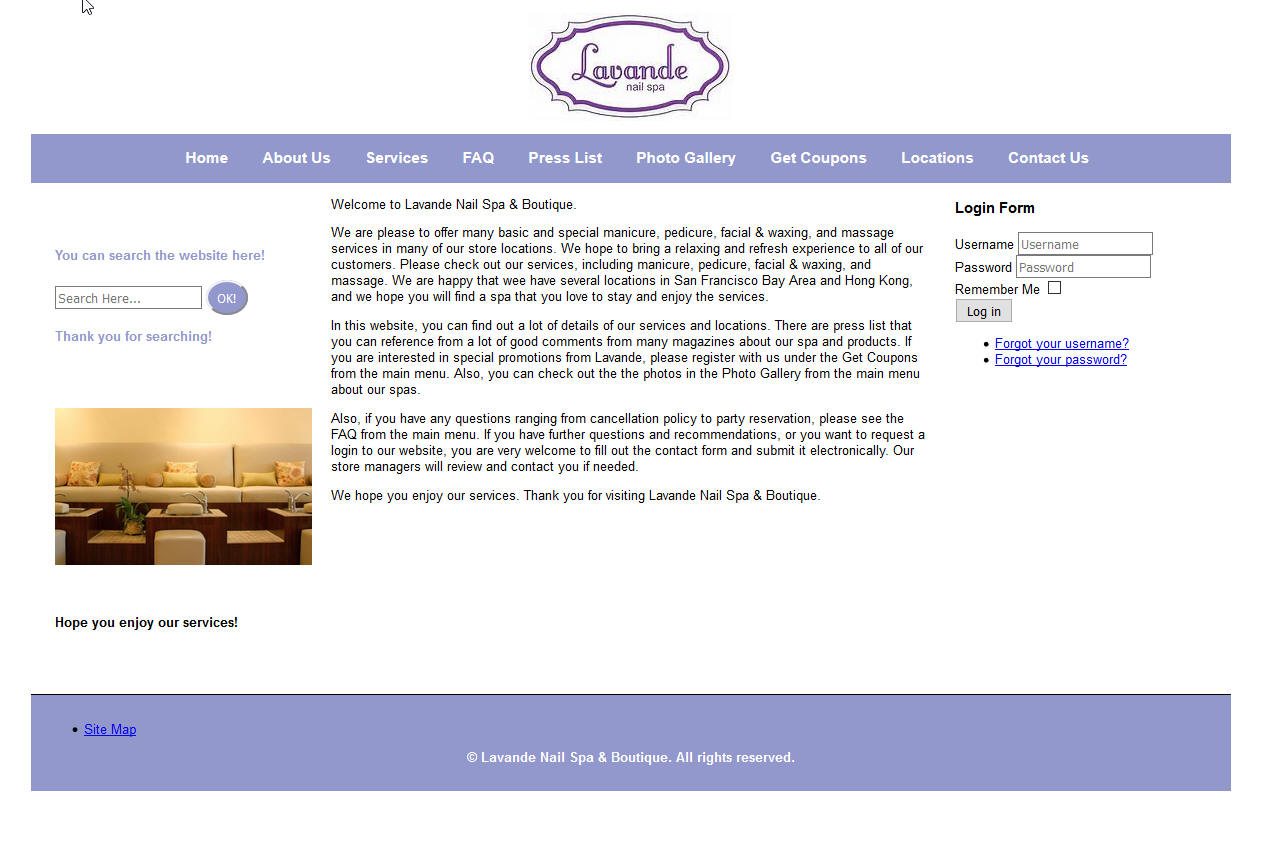 Lavande
nail spa
Home About Us Services FAQ Press List Photo Gallery Get Coupons Locations Contact Us
You can search the website here!
Search Here...
OK!
Thank you for searching!
Hope you enjoy our services!
Welcome to Lavande Nail Spa & Boutique.
We are please to offer many basic and special manicure, pedicure, facial & waxing, and massage
services in many of our store locations. We hope to bring a relaxing and refresh experience to all of our
customers. Please check out our services, including manicure, pedicure, facial & waxing, and
massage. We are happy that wee have several locations in San Francisco Bay Area and Hong Kong,
and we hope you will find a spa that you love to stay and enjoy the services.
In this website, you can find out a lot of details of our services and locations. There are press list that
you can reference from a lot of good comments from many magazines about our spa and products. If
you are interested in special promotions from Lavande, please register with us under the Get Coupons
from the main menu. Also, you can check out the the photos in the Photo Gallery from the main menu
about our spas.
Also, if you have any questions ranging from cancellation policy to party reservation, please see the
FAQ from the main menu. If you have further questions and recommendations, or you want to request a
login to our website, you are very welcome to fill out the contact form and submit it electronically. Our
store managers will review and contact you if needed.
We hope you enjoy our services. Thank you for visiting Lavande Nail Spa & Boutique.
Login Form
Username Username
Password Password
Remember Me
Log in
Forgot your username?
Forgot your password?
Site Map
© Lavande Nail Spa & Boutique. All rights reserved.